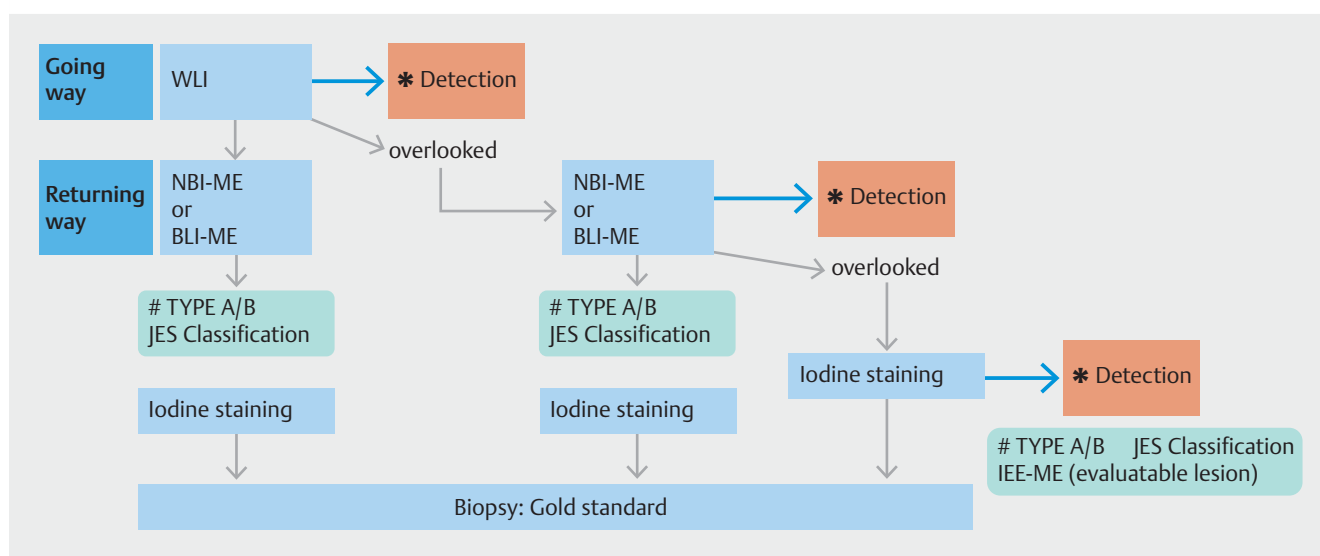 Going
way
WLI
✱ Detection
overlooked
Returning
way
NBI-ME
or
BLI-ME
NBI-ME
or
BLI-ME
✱ Detection
overlooked
# TYPE A/B
JES Classification
# TYPE A/B
JES Classification
Iodine staining
✱ Detection
Iodine staining
Iodine staining
# TYPE A/B JES Classification
IEE-ME (evaluatable lesion)
Biopsy: Gold standard